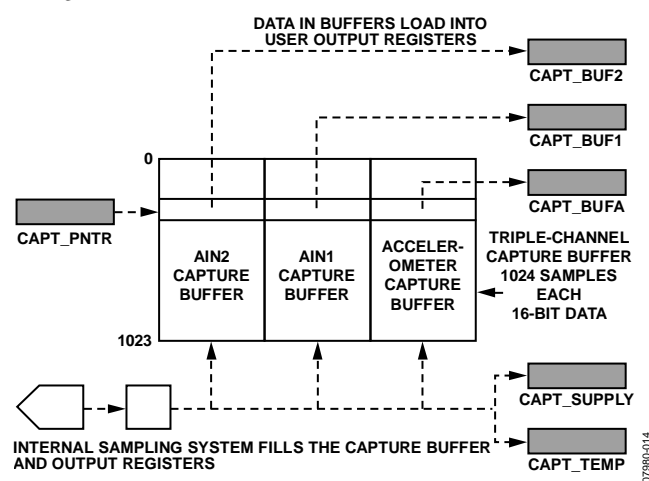 DATA IN BUFFERS LOAD INTO
USER OUTPUT REGISTERS
CAPT_BUF2
CAPT_BUF1
0
CAPT_BUFA
CAPT_PNTR
AIN2
CAPTURE
BUFFER
AIN1
CAPTURE
BUFFER
ACCELER-
OMETER
CAPTURE
BUFFER
TRIPLE-CHANNEL
CAPTURE BUFFER
1024 SAMPLES
EACH
16-BIT DATA
1023
CAPT_SUPPLY
INTERNAL SAMPLING SYSTEM FILLS THE CAPTURE BUFFER
AND OUTPUT REGISTERS
CAPT_TEMP
07980-014